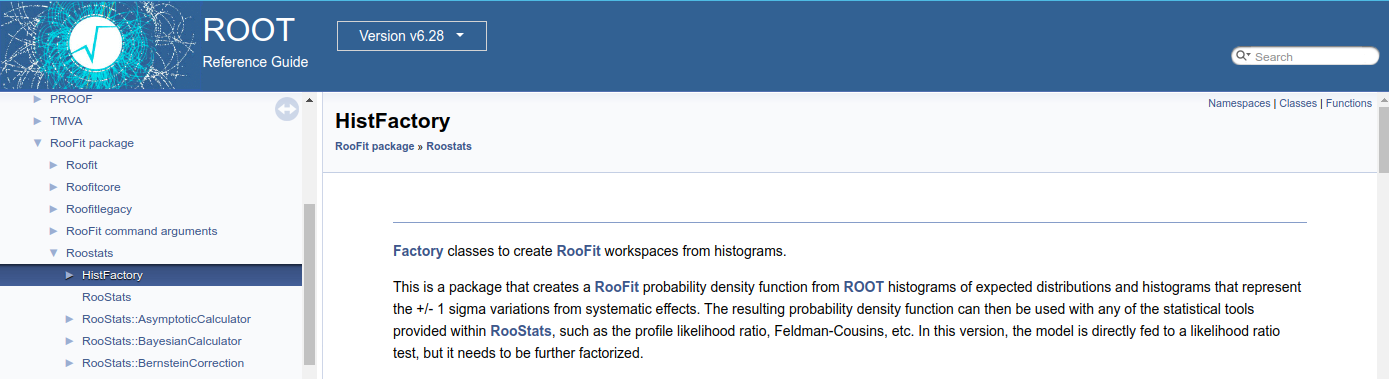 ROOT
Reference Guide
Version v6.28
Search
PROOF
TMVA
RooFit package
Roofit
Roofitcore
Roofitlegacy
RooFit command arguments
Roostats
HistFactory
RooStats
RooStats::AsymptoticCalculator
RooStats::BayesianCalculator
RooStats::BernsteinCorrection
Namespaces | Classes | Functions
HistFactory
RooFit package » Roostats
Factory classes to create RooFit workspaces from histograms.
This is a package that creates a RooFit probability density function from ROOT histograms of expected distributions and histograms that represent
the +/- 1 sigma variations from systematic effects. The resulting probability density function can then be used with any of the statistical tools
provided within RooStats, such as the profile likelihood ratio, Feldman-Cousins, etc. In this version, the model is directly fed to a likelihood ratio
test, but it needs to be further factorized.